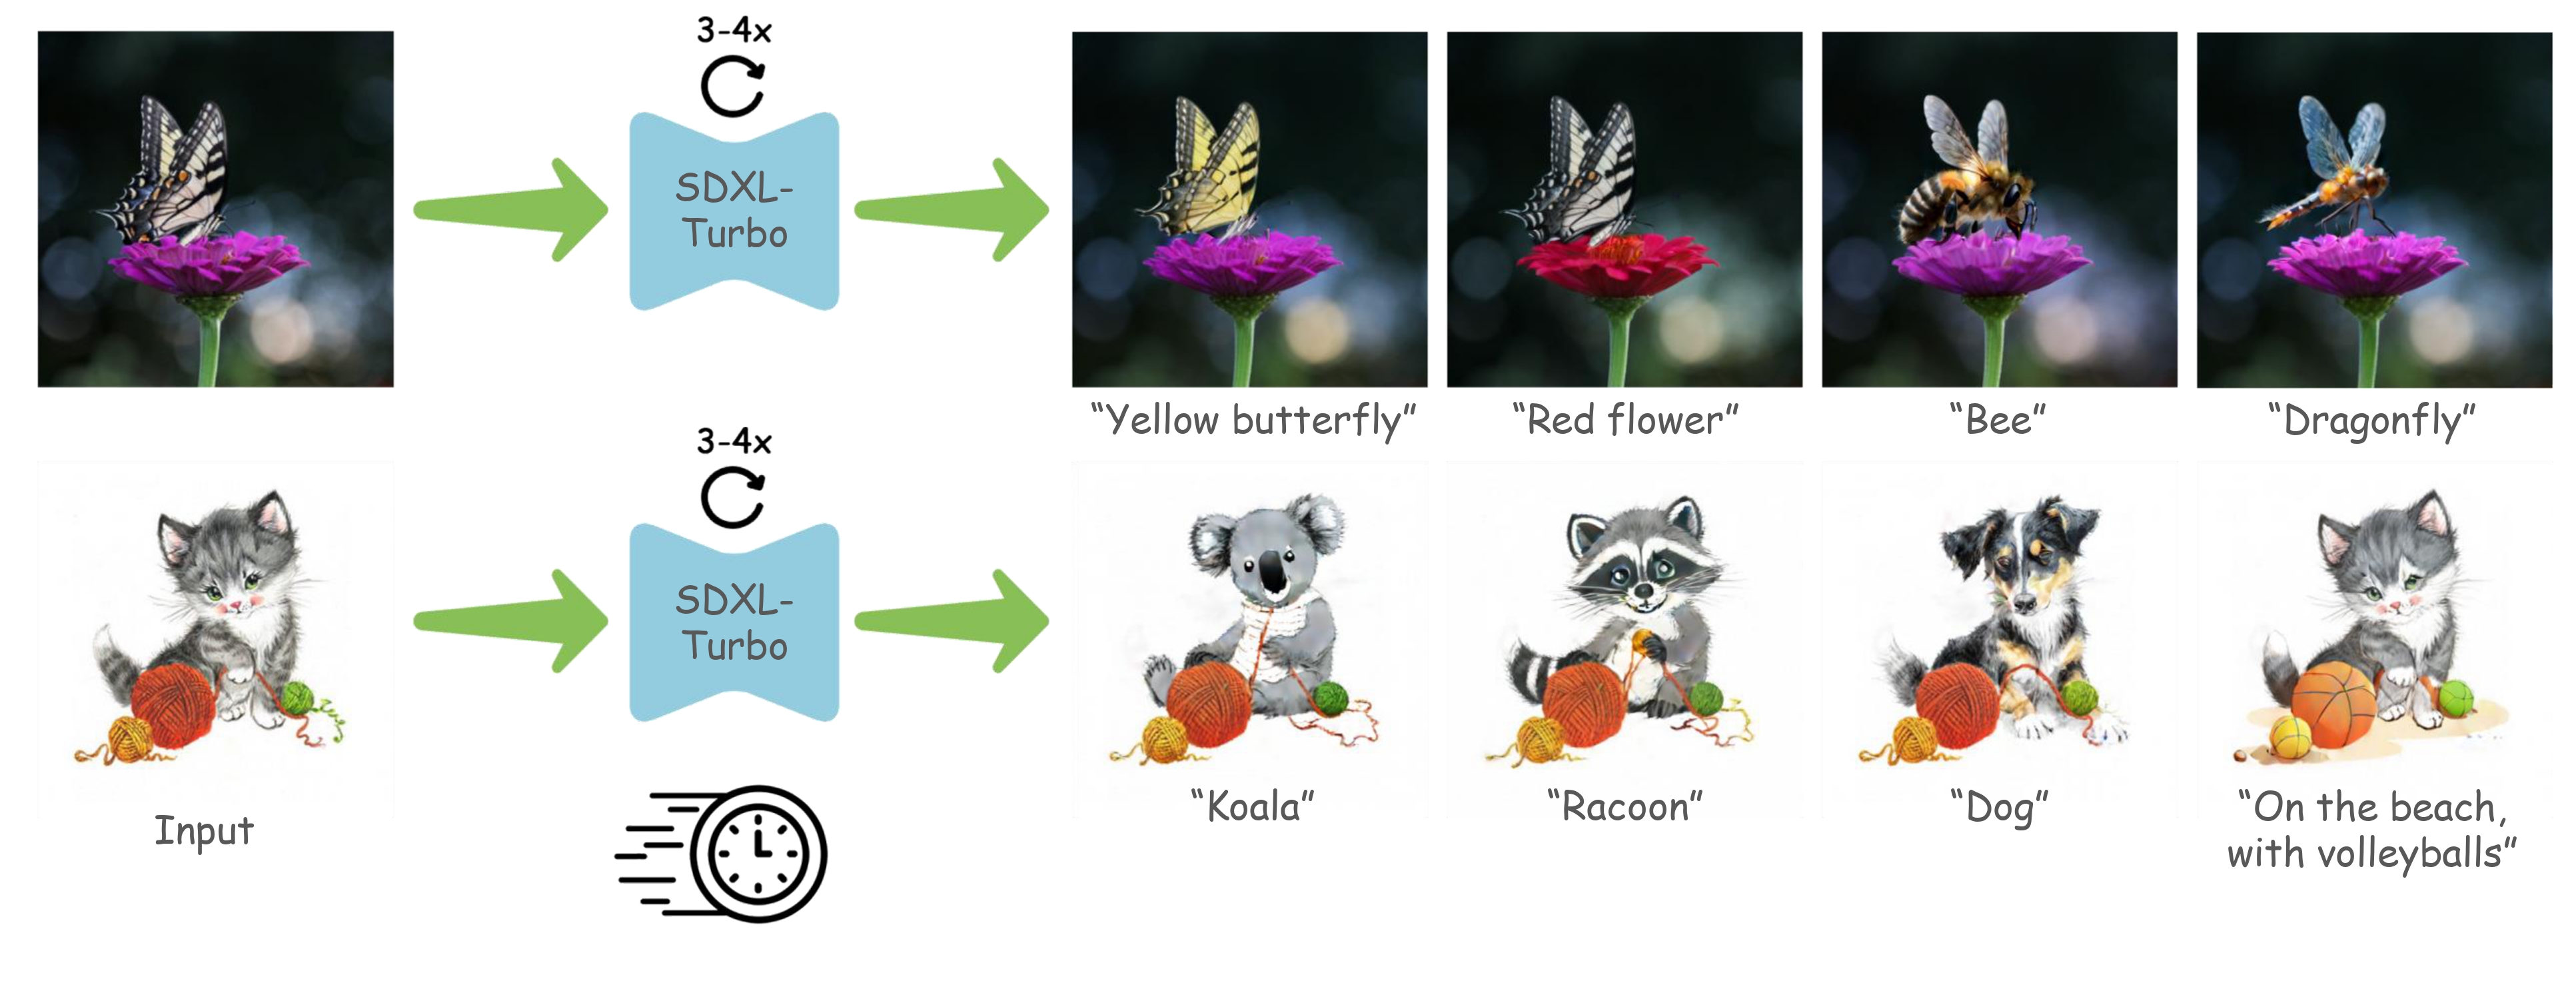 3-4x
SDXL-
Turbo
“Yellow butterfly”
“Red flower”
“Bee”
“Dragonfly”
3-4x
SDXL-
Turbo
Input
“Koala”
“Racoon”
“Dog”
“On the beach,
with volleyballs”